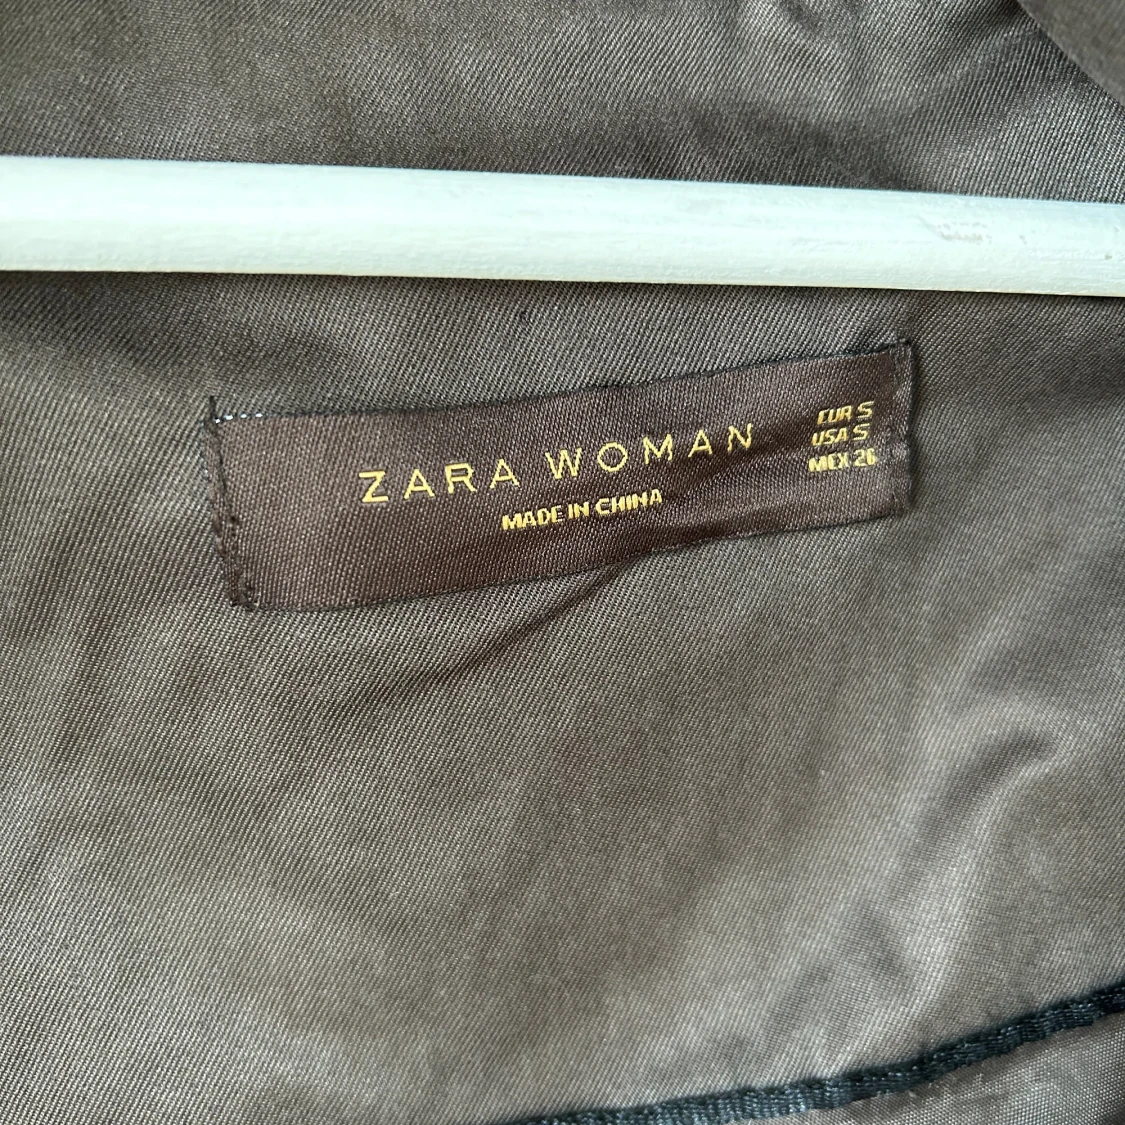 ZARA WOMAN
MADE IN CHINA
EUR S
USA S
MEX 26